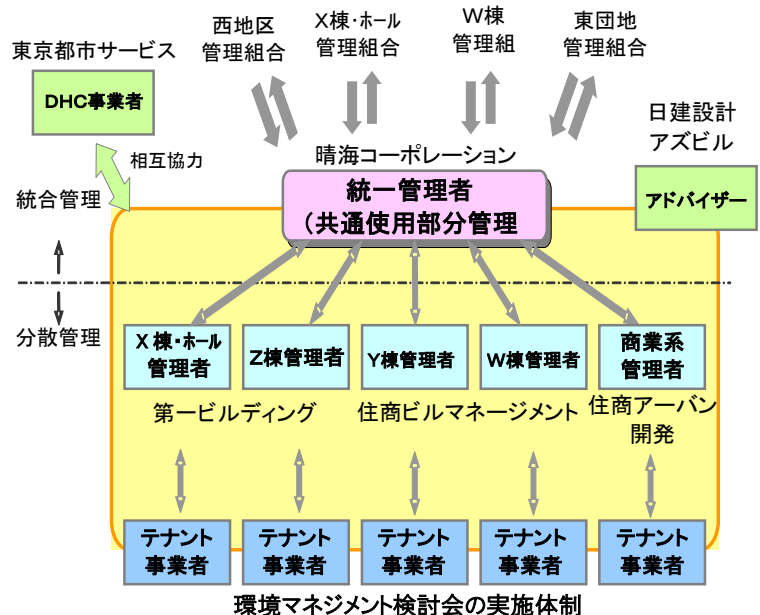 西地区
管理組合
X棟・ホール
管理組合
W棟
管理組
東団地
管理組合
東京都市サービス
DHC事業者
相互協力
日建設計
アズビル
アドバイザー
晴海コーポレーション
統一管理者
（共通使用部分管理
統合管理
分散管理
X棟・ホール
管理者
Z棟管理者
Y棟管理者
W棟管理者
商業系
管理者
第一ビルディング
住商ビルマネージメント
住商アーバン
開発
テナント
事業者
テナント
事業者
テナント
事業者
テナント
事業者
テナント
事業者
環境マネジメント検討会の実施体制